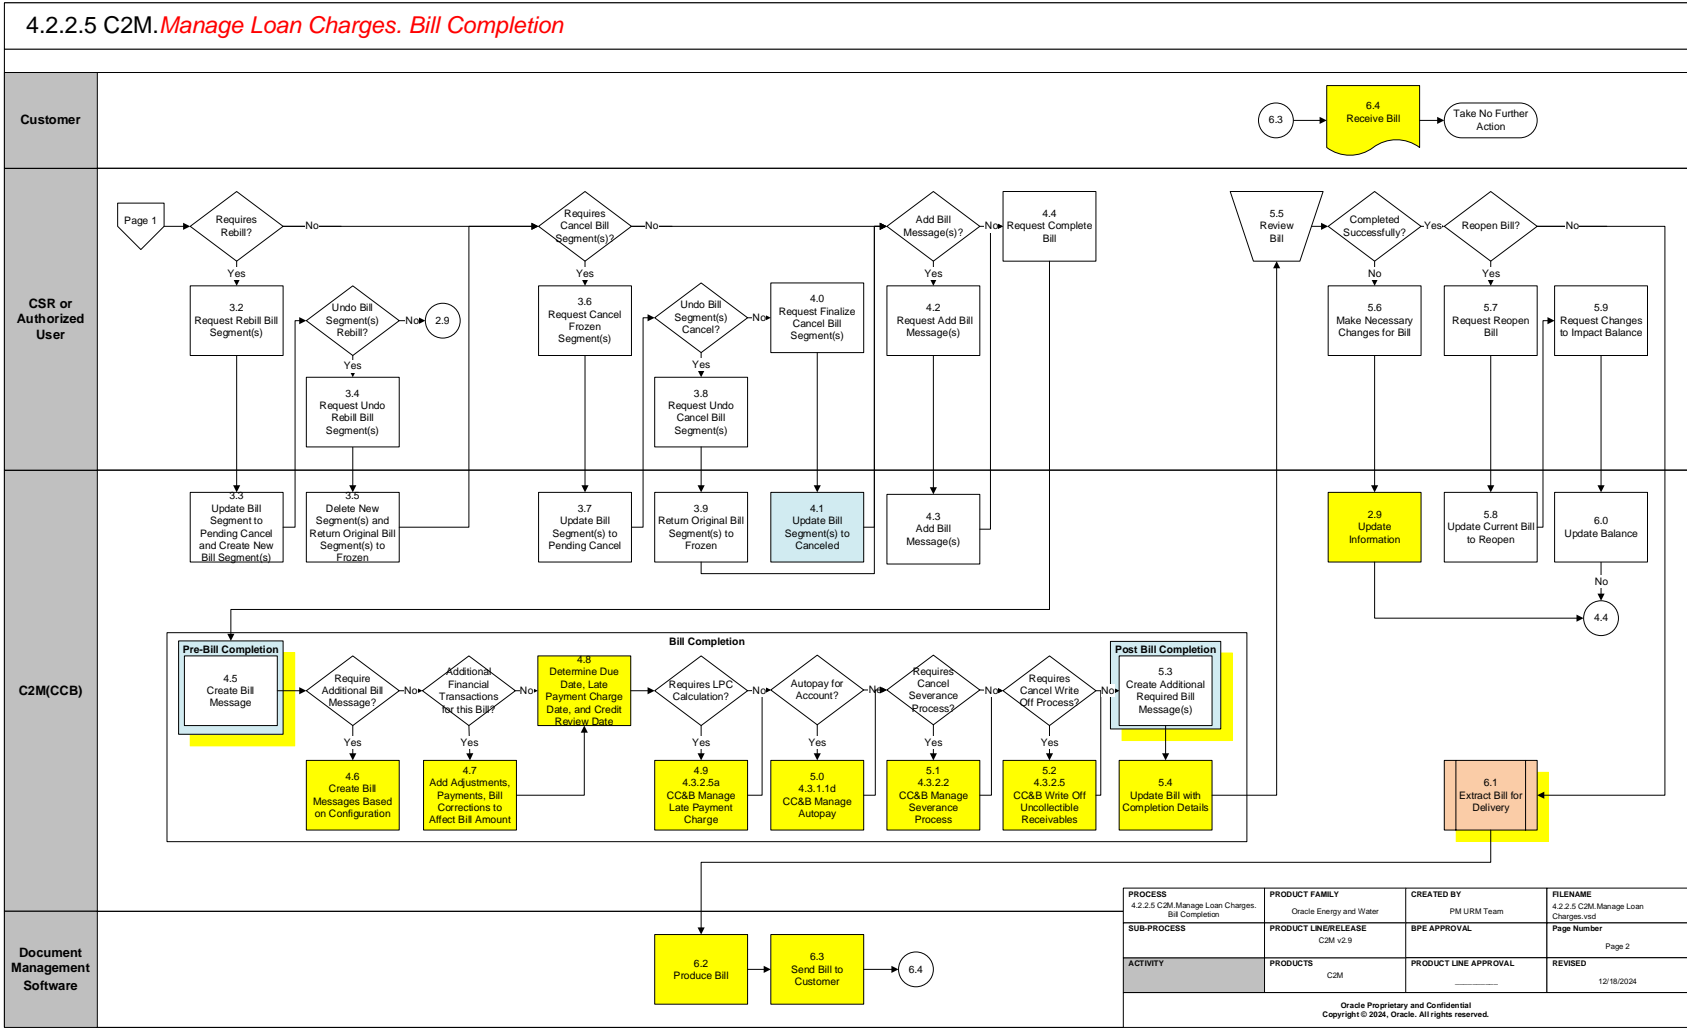 4.2.2.5 C2M.Manage Loan Charges. Bill Completion
Customer
6.3
6.4
Receive Bill
Take No Further
Action
CSR or
Authorized
User
Page 1
Requires
Rebill?
No
Yes
3.2
Request Rebill Bill
Segment(s)
Undo Bill
Segment(s)
Rebill?
No
2.9
Yes
3.4
Request Undo
Rebill Bill
Segment(s)
Requires
Cancel Bill
Segment(s)?
No
Yes
3.6
Request Cancel
Frozen
Segment(s)
Undo Bill
Segment(s)
Cancel?
No
Yes
3.8
Request Undo
Cancel Bill
Segment(s)
4.0
Request Finalize
Cancel Bill
Segment(s)
Add Bill
Message(s)?
No
Yes
4.2
Request Add Bill
Message(s)
4.4
Request Complete
Bill
5.5
Review
Bill
Completed
Successfully?
Yes
No
5.6
Make Necessary
Changes for Bill
Reopen Bill?
No
Yes
5.7
Request Reopen
Bill
5.9
Request Changes
to Impact Balance
C2M(CCB)
3.3
Update Bill
Segment to
Pending Cancel
and Create New
Bill Segment(s)
3.5
Delete New
Segment(s) and
Return Original Bill
Segment(s) to
Frozen
3.7
Update Bill
Segment(s) to
Pending Cancel
3.9
Return Original Bill
Segment(s) to
Frozen
4.1
Update Bill
Segment(s) to
Canceled
4.3
Add Bill
Message(s)
2.9
Update
Information
5.8
Update Current Bill
to Reopen
6.0
Update Balance
No
4.4
Bill Completion
Pre-Bill Completion
4.5
Create Bill
Message
Require
Additional Bill
Message?
No
Yes
4.6
Create Bill
Messages Based
on Configuration
Additional
Financial
Transactions
for this Bill?
No
Yes
4.7
Add Adjustments,
Payments, Bill
Corrections to
Affect Bill Amount
4.8
Determine Due
Date, Late
Payment Charge
Date, and Credit
Review Date
Requires LPC
Calculation?
No
Yes
4.9
4.3.2.5a
CC&B Manage
Late Payment
Charge
Autopay for
Account?
No
Yes
5.0
4.3.1.1d
CC&B Manage
Autopay
Requires
Cancel
Severance
Process?
No
Yes
5.1
4.3.2.2
CC&B Manage
Severance
Process
Requires
Cancel Write
Off Process?
No
Yes
5.2
4.3.2.5
CC&B Write Off
Uncollectible
Receivables
Post Bill Completion
5.3
Create Additional
Required Bill
Message(s)
5.4
Update Bill with
Completion Details
6.1
Extract Bill for
Delivery
Document
Management
Software
6.2
Produce Bill
6.3
Send Bill to
Customer
6.4
PROCESS
4.2.2.5 C2M.Manage Loan Charges.
Bill Completion
PRODUCT FAMILY
Oracle Energy and Water
CREATED BY
PM URM Team
FILENAME
4.2.2.5 C2M.Manage Loan
Charges.vsd
SUB-PROCESS
PRODUCT LINE/RELEASE
C2M v2.9
BPE APPROVAL
Page Number
Page 2
ACTIVITY
PRODUCTS
C2M
PRODUCT LINE APPROVAL
___________
REVISED
12/18/2024
Oracle Proprietary and Confidential
Copyright © 2024, Oracle. All rights reserved.